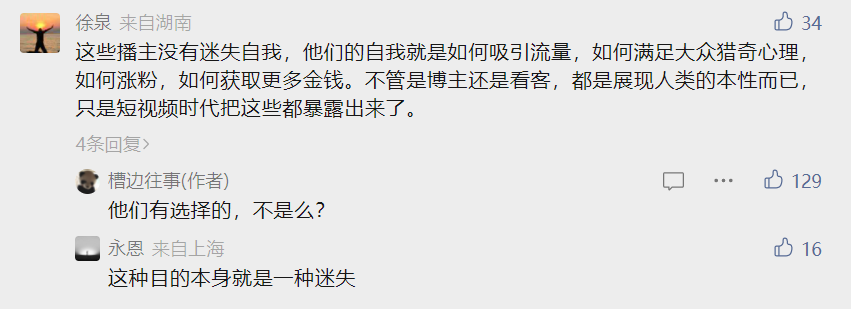 徐泉 来自湖南 34
这些播主没有迷失自我，他们的自我就是如何吸引流量，如何满足大众猎奇心理，
如何涨粉，如何获取更多金钱。不管是博主还是看客，都是展现人类的本性而已，
只是短视频时代把这些都暴露出来了。
4条回复>
槽边往事(作者) 129
他们有选择的，不是么？
永恩 来自上海 16
这种目的本身就是一种迷失